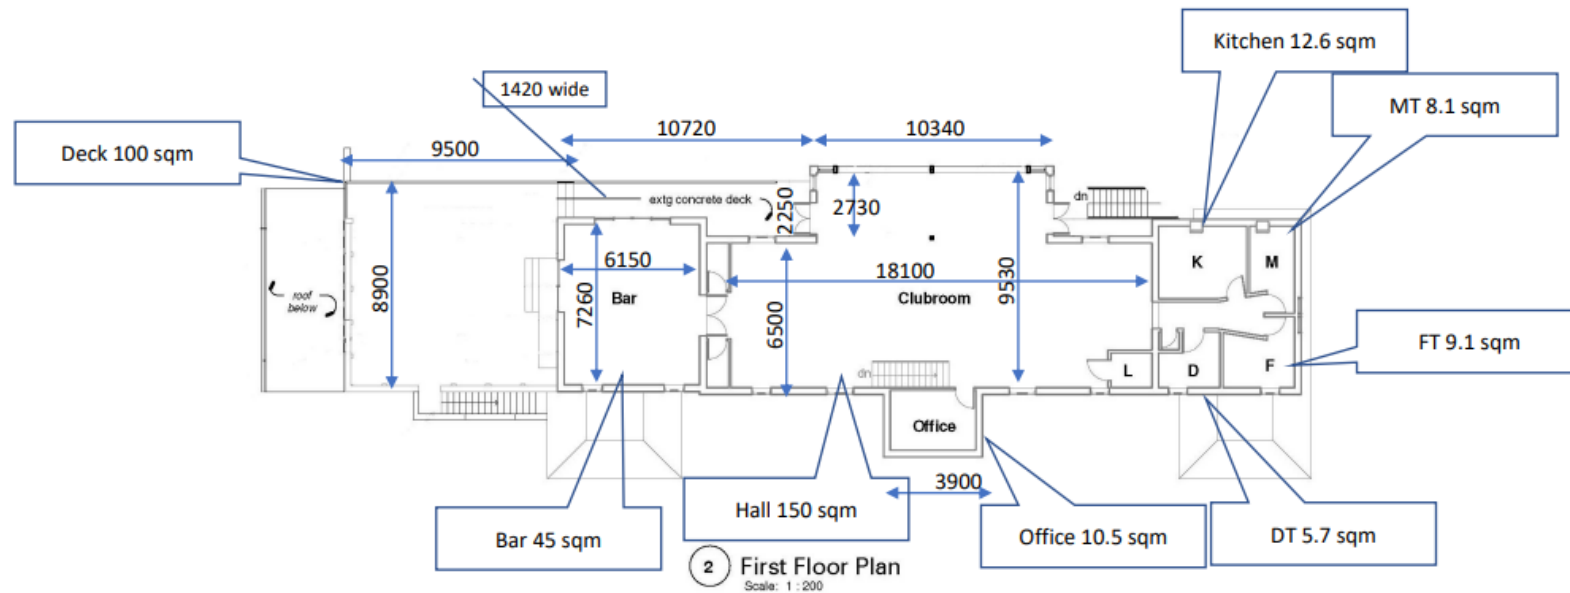 Kitchen 12.6 sqm
1420 wide
MT 8.1 sqm
Deck 100 sqm
9500
10720
10340
extg concrete deck
dn
2250
2730
K
M
roof
below
8900
6150
Bar
7260
18100
Clubroom
9530
6500
FT 9.1 sqm
dn
L
D
F
Office
3900
Hall 150 sqm
Bar 45 sqm
Office 10.5 sqm
DT 5.7 sqm
2
First Floor Plan
Scale: 1 : 200